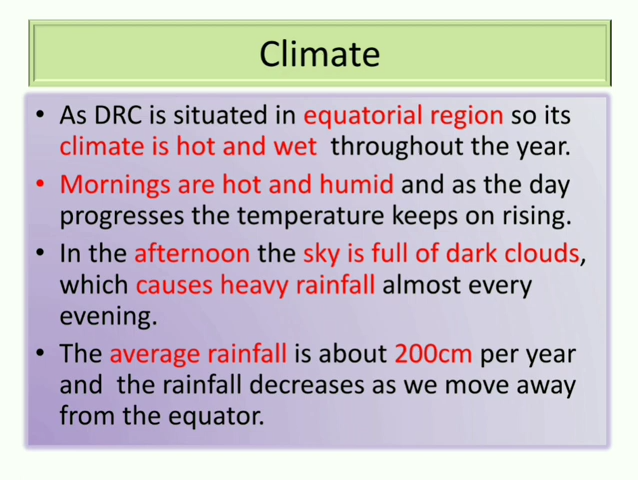 Climate
• As DRC is situated in equatorial region so its
climate is hot and wet throughout the year.
• Mornings are hot and humid and as the day
progresses the temperature keeps on rising.
• In the afternoon the sky is full of dark clouds,
which causes heavy rainfall almost every
evening.
• The average rainfall is about 200cm per year
and the rainfall decreases as we move away
from the equator.